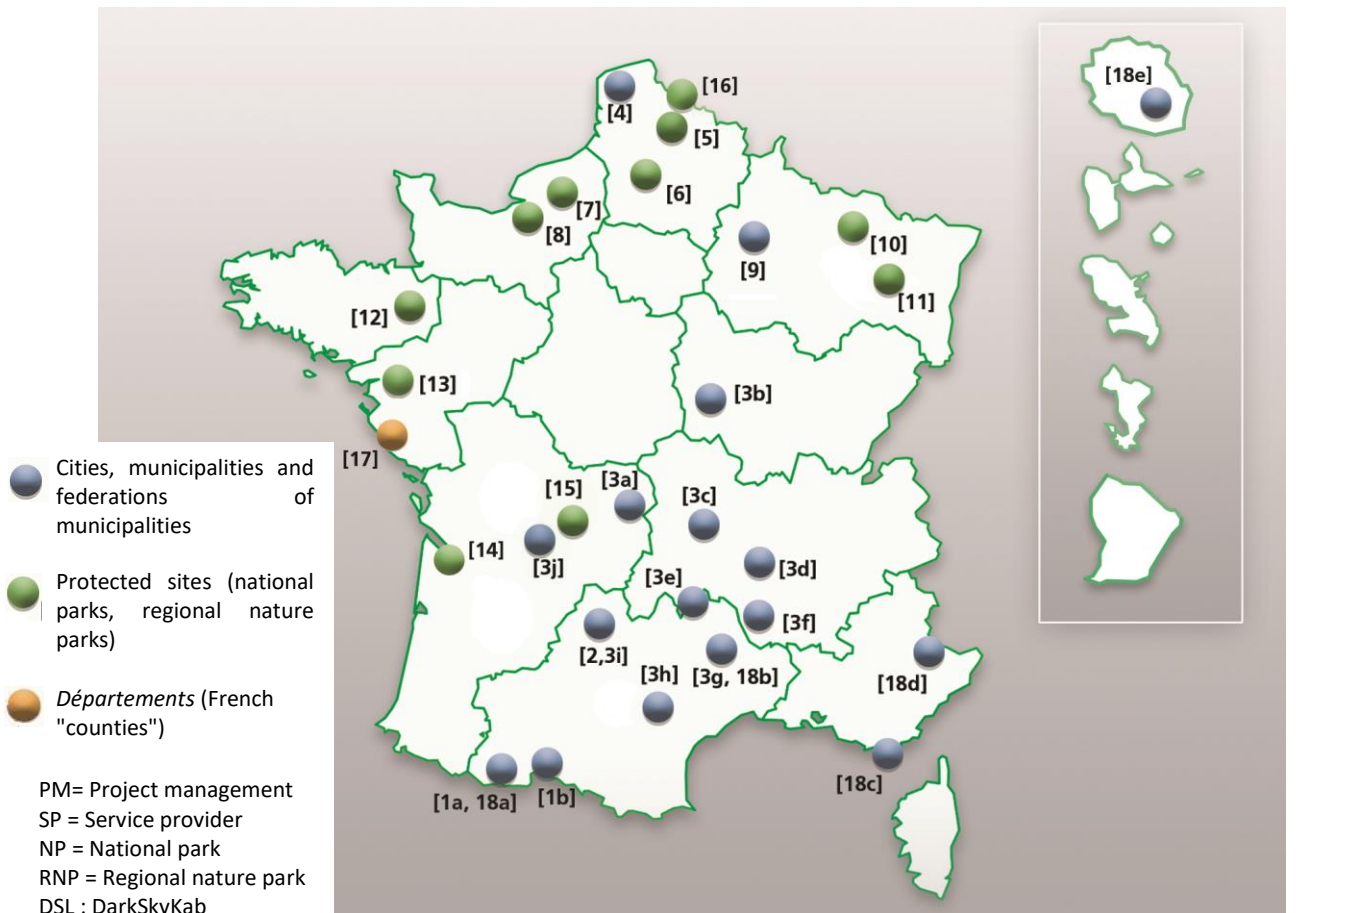 [18e]
[16]
[4]
[5]
[6]
[7]
[8]
[9]
[10]
[11]
[12]
[13]
[3b]
[17]
Cities, municipalities and
federations of
municipalities
Protected sites (national
parks, regional nature
parks)
Départements (French
"counties")
PM= Project management
SP = Service provider
NP = National park
RNP = Regional nature park
DSL : DarkSkyKab
[3a]
[15]
[3c]
[14]
[3j]
[3d]
[3e]
[3f]
[2,3i]
[3h]
[3g, 18b]
[18d]
[18c]
[1a, 18a]
[1b]